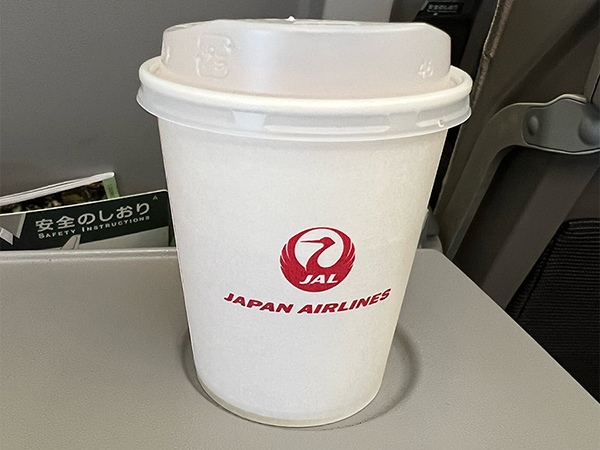 安全のしおり
SAFETY INSTRUCTIONS
A
JAL
JAPAN AIRLINES